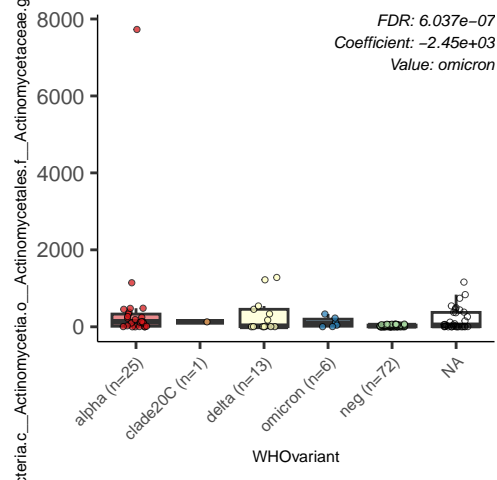 FDR: 6.037e−07
Coefficient: −2.45e+03
Value: omicron
cteria.c__Actinomycetia.o__Actinomycetales.f__Actinomycetaceae.g
8000
6000
4000
2000
0
alpha (n=25)
clade20C (n=1)
delta (n=13)
omicron (n=6)
neg (n=72)
NA
WHOvariant